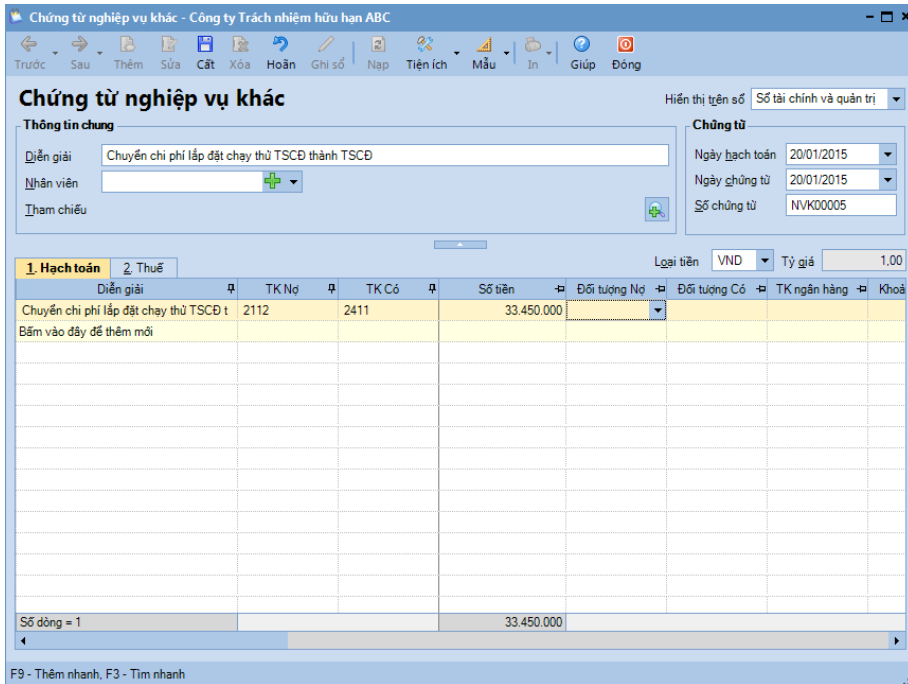 Chứng từ nghiệp vụ khác - Công ty Trách nhiệm hữu hạn ABC
Trước Sau Thêm Sửa Cất Xóa Hoãn Ghi sổ Nạp Tiện ích Mẫu In Giúp Đóng
Chứng từ nghiệp vụ khác
Hiển thị trên sổ Sổ tài chính và quản trị
Thông tin chung
Diễn giải Chuyển chi phí lắp đặt chạy thử TSCĐ thành TSCĐ
Nhân viên
Tham chiếu
Chứng từ
Ngày hạch toán 20/01/2015
Ngày chứng từ 20/01/2015
Số chứng từ NVK00005
1. Hạch toán 2. Thuế
Loại tiền VND Tỷ giá 1,00
Diễn giải TK Nợ TK Có Số tiền Đối tượng Nợ Đối tượng Có TK ngân hàng Khoả
Chuyển chi phí lắp đặt chạy thử TSCĐ t 2112 2411 33.450.000
Bấm vào đây để thêm mới
Số dòng = 1 33.450.000
F9 - Thêm nhanh, F3 - Tìm nhanh